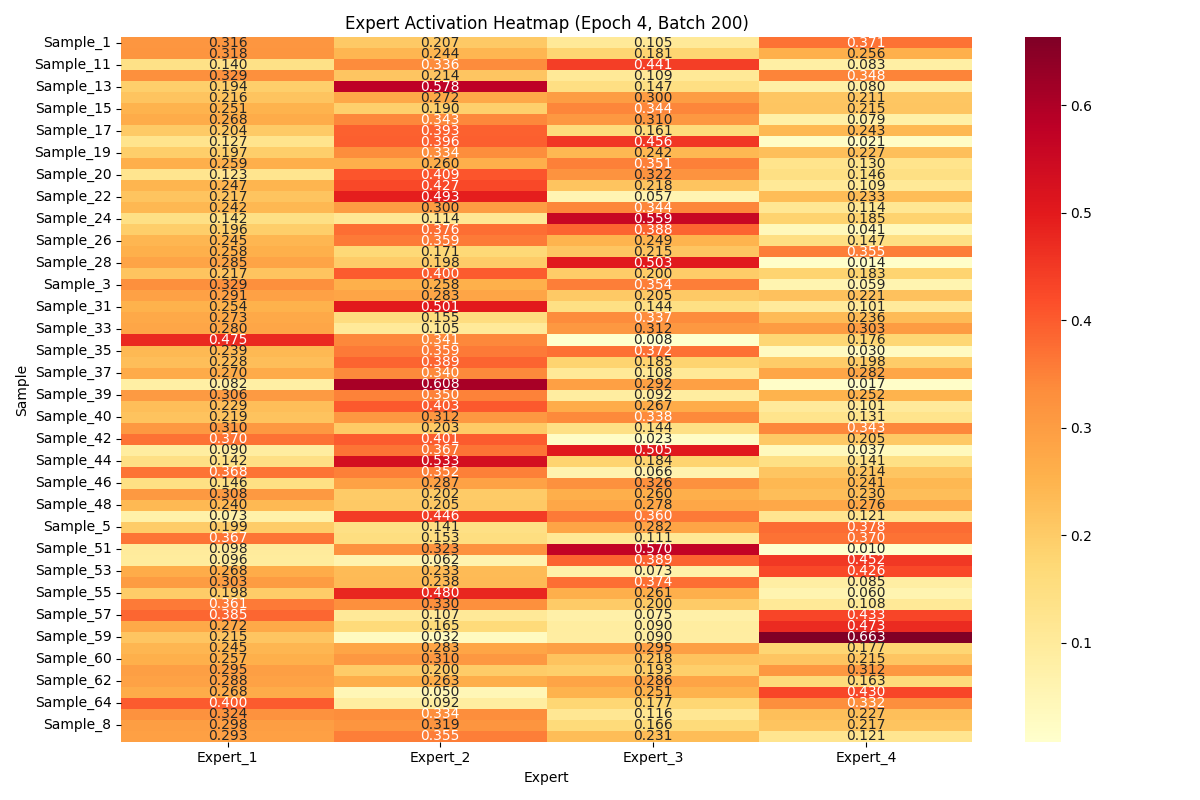 Expert Activation Heatmap (Epoch 4, Batch 200)
Sample_1 0.316 0.207 0.105 0.371
0.318 0.244 0.181 0.256
Sample_11 0.140 0.336 0.441 0.083
0.329 0.214 0.109 0.348
Sample_13 0.194 0.578 0.147 0.080
0.216 0.272 0.300 0.211
Sample_15 0.251 0.190 0.344 0.215
0.268 0.343 0.310 0.079
Sample_17 0.204 0.393 0.161 0.243
0.127 0.396 0.456 0.021
Sample_19 0.197 0.334 0.242 0.227
0.259 0.260 0.351 0.130
Sample_20 0.123 0.409 0.322 0.146
0.247 0.427 0.218 0.109
Sample_22 0.217 0.493 0.057 0.233
0.242 0.300 0.344 0.114
Sample_24 0.142 0.114 0.559 0.185
0.196 0.376 0.388 0.041
Sample_26 0.245 0.359 0.249 0.147
0.258 0.171 0.215 0.355
Sample_28 0.285 0.198 0.503 0.014
0.217 0.400 0.200 0.183
Sample_3 0.329 0.258 0.354 0.059
0.291 0.283 0.205 0.221
Sample_31 0.254 0.501 0.144 0.101
0.273 0.155 0.337 0.236
Sample_33 0.280 0.105 0.312 0.303
0.475 0.341 0.008 0.176
Sample_35 0.239 0.359 0.372 0.030
0.228 0.389 0.185 0.198
Sample_37 0.270 0.340 0.108 0.282
0.082 0.608 0.292 0.017
Sample_39 0.306 0.350 0.092 0.252
0.229 0.403 0.267 0.101
Sample_40 0.219 0.312 0.338 0.131
0.310 0.203 0.144 0.343
Sample_42 0.370 0.401 0.023 0.205
0.090 0.367 0.505 0.037
Sample_44 0.142 0.533 0.184 0.141
0.368 0.352 0.066 0.214
Sample_46 0.146 0.287 0.326 0.241
0.308 0.202 0.260 0.230
Sample_48 0.240 0.205 0.278 0.276
0.073 0.446 0.360 0.121
Sample_5 0.199 0.141 0.282 0.378
0.367 0.153 0.111 0.370
Sample_51 0.098 0.323 0.570 0.010
0.096 0.062 0.389 0.452
Sample_53 0.268 0.233 0.073 0.426
0.303 0.238 0.374 0.085
Sample_55 0.198 0.480 0.261 0.060
0.361 0.330 0.200 0.108
Sample_57 0.385 0.107 0.075 0.433
0.272 0.165 0.090 0.473
Sample_59 0.215 0.032 0.090 0.663
0.245 0.283 0.295 0.177
Sample_60 0.257 0.310 0.218 0.215
0.295 0.200 0.193 0.312
Sample_62 0.288 0.263 0.286 0.163
0.268 0.050 0.251 0.430
Sample_64 0.400 0.092 0.177 0.332
0.324 0.334 0.116 0.227
Sample_8 0.298 0.319 0.166 0.217
0.293 0.355 0.231 0.121
Expert_1 Expert_2 Expert_3 Expert_4
Expert
Sample
0.6
0.5
0.4
0.3
0.2
0.1